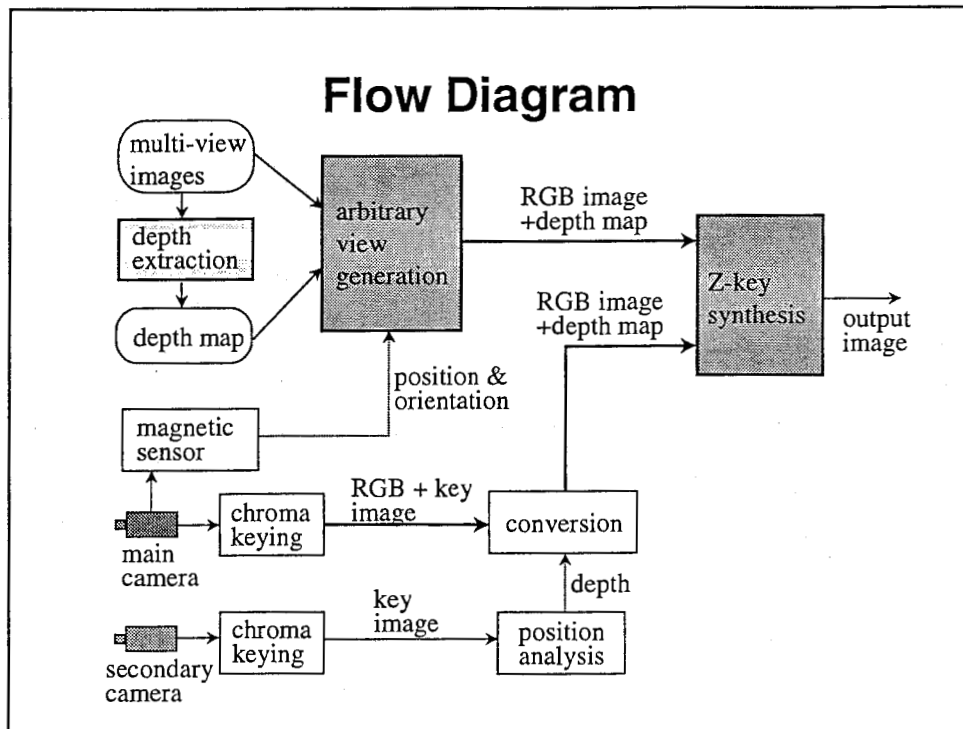 Flow Diagram
multi-view
images
depth
extraction
depth map
arbitrary
view
generation
RGB image
+depth map
RGB image
+depth map
Z-key
synthesis
output
image
position &
orientation
magnetic
sensor
main
camera
chroma
keying
RGB + key
image
conversion
depth
secondary
camera
chroma
keying
key
image
position
analysis